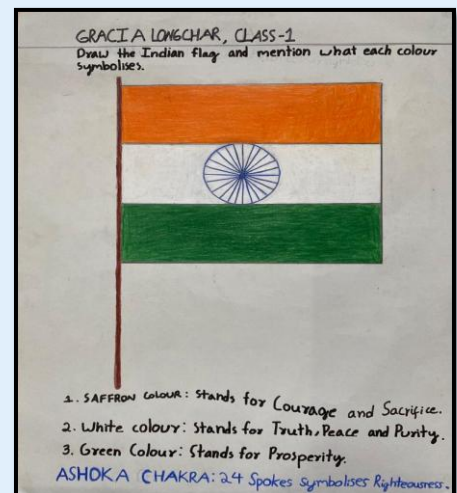 GRACIA LONGCHAR, CLASS-1
Draw the Indian flag and mention what each colour
symbolises.
1. SAFFRON COLOUR: Stands for Courage and Sacrifice.
2. White colour: Stands for Truth, Peace and Purity.
3. Green Colour: Stands for Prosperity.
ASHOKA CHAKRA: 24 Spokes Symbolises Righteousness.